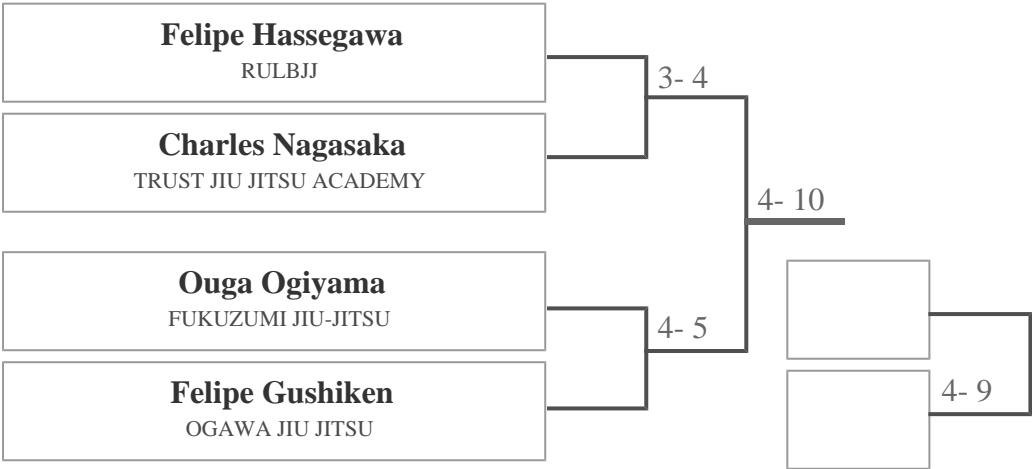 Felipe Hassegawa
RULBJJ
3- 4
Charles Nagasaka
TRUST JIU JITSU ACADEMY
4- 10
Ouga Ogiyama
FUKUZUMI JIU-JITSU
4- 5
Felipe Gushiken
OGAWA JIU JITSU
4- 9